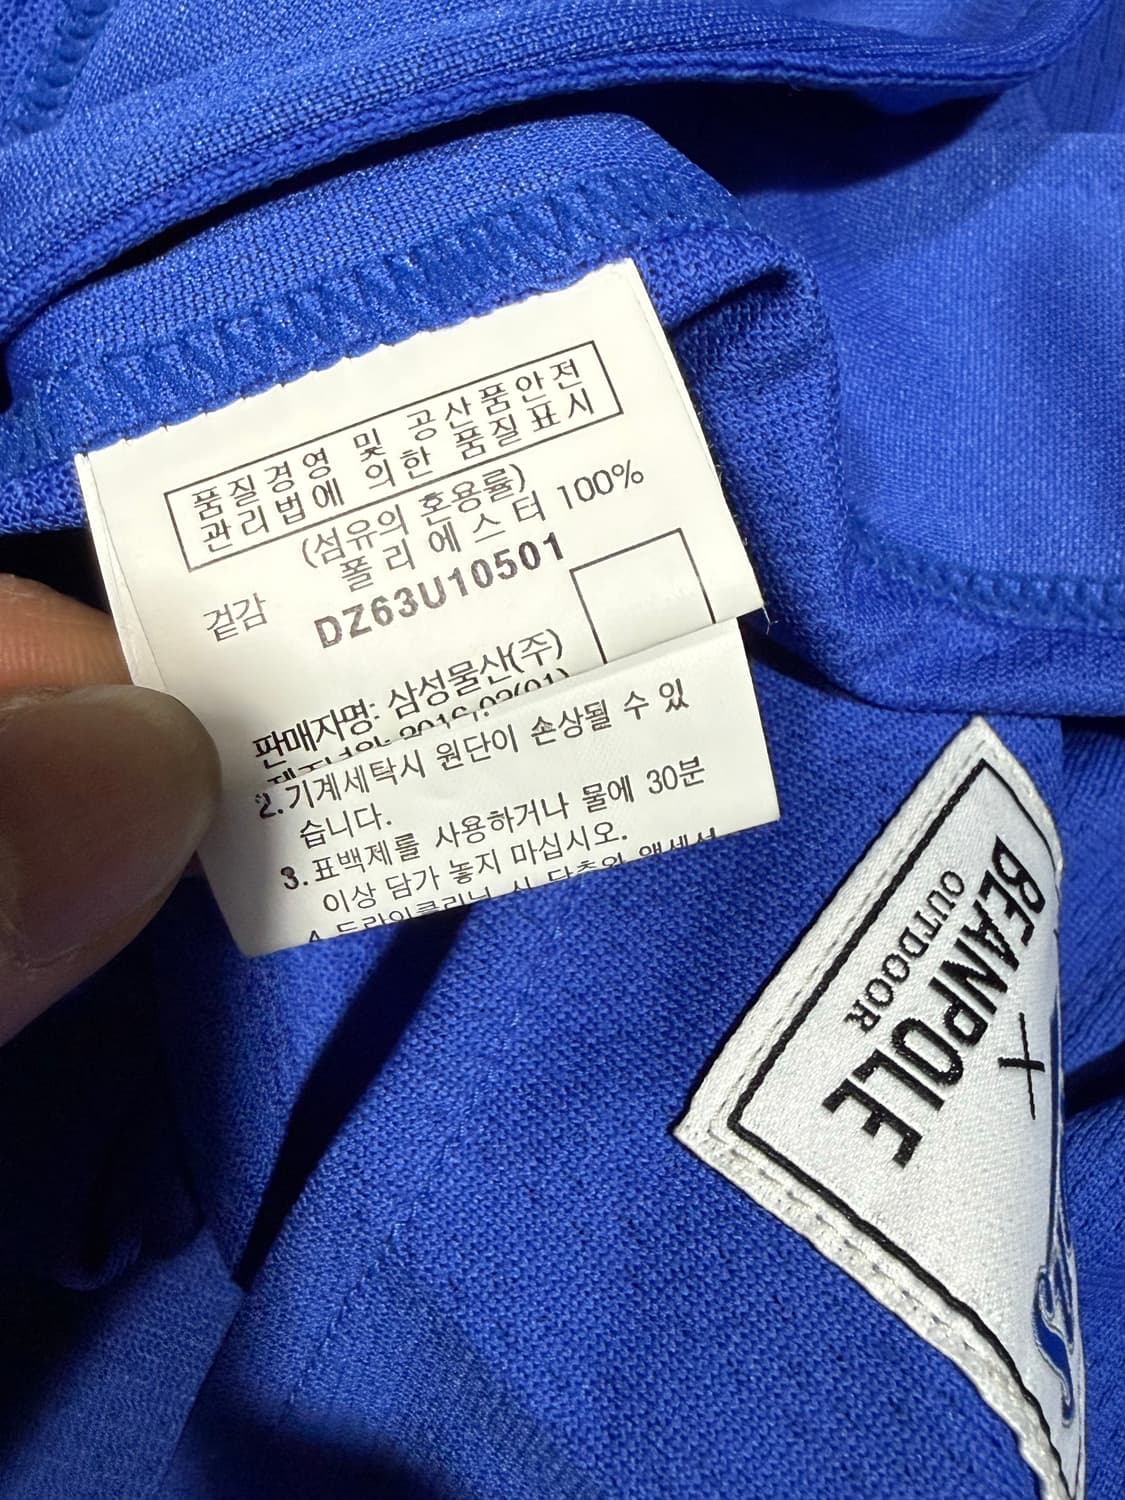 품질경영 및 공산품안전
관리법에 의한 품질표시
(섬유의 혼용률)
폴리에스터 100%
겉감
DZ63U10501
판매자명: 삼성물산(주)
2.기계세탁시 원단이 손상될 수 있
습니다.
3.표백제를 사용하거나 물에 30분
이상 담가 놓지 마십시오.
BEANPOLE
OUTDOOR
×